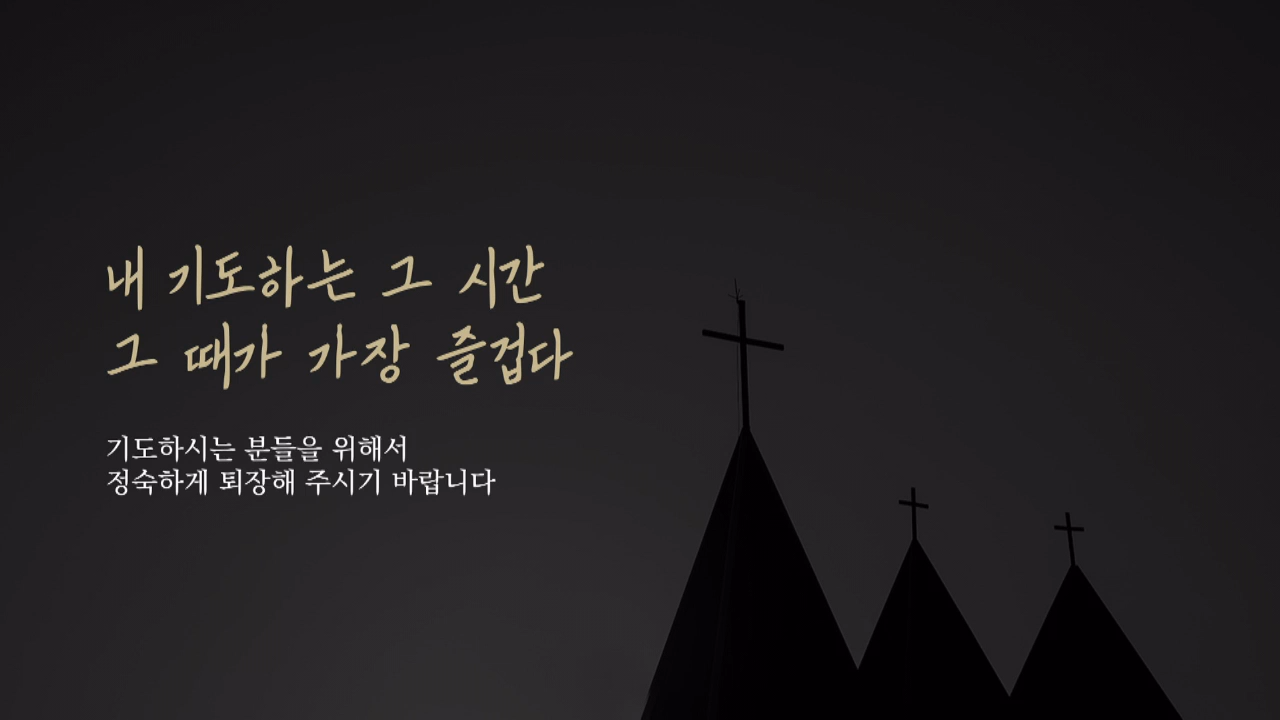 내 기도하는 그 시간
그 때가 가장 즐겁다
기도하시는 분들을 위해서
정숙하게 퇴장해 주시기 바랍니다